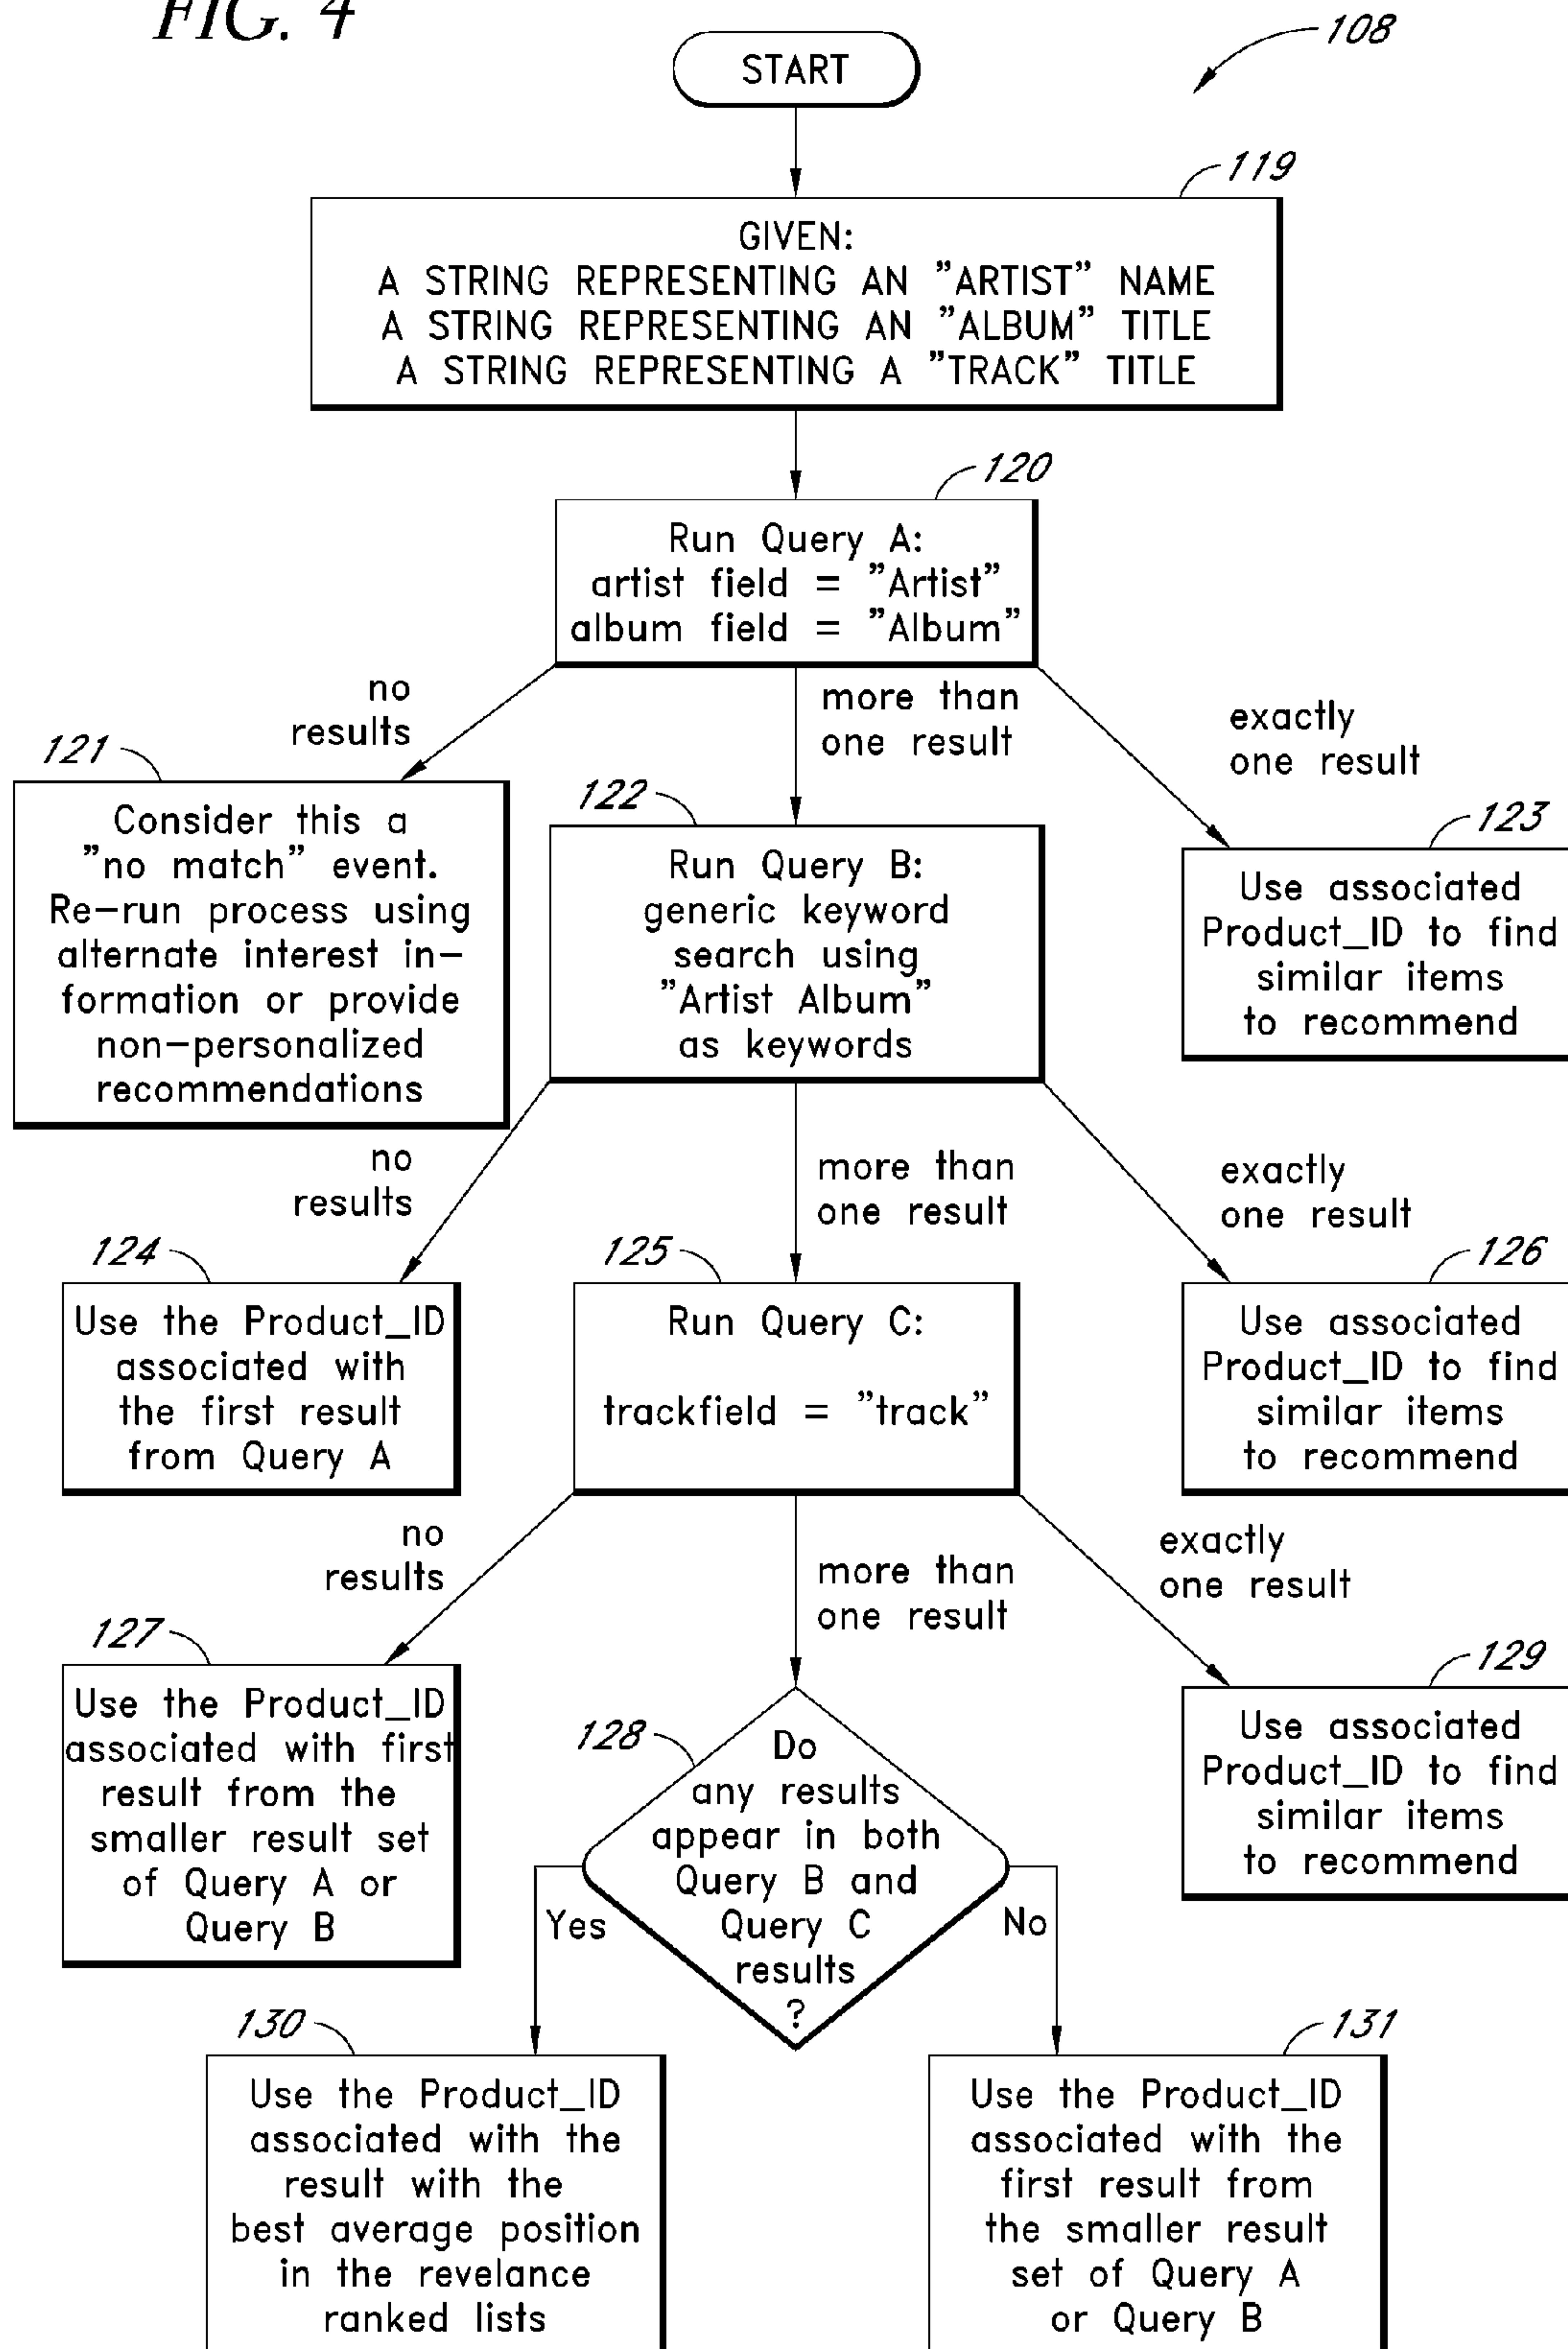 FIG. 4
108
START
119
GIVEN:
A STRING REPRESENTING AN "ARTIST" NAME
A STRING REPRESENTING AN "ALBUM" TITLE
A STRING REPRESENTING A "TRACK" TITLE
120
Run Query A:
artist field = "Artist"
album field = "Album"
no
results
more than
one result
exactly
one result
121
Consider this a
"no match" event.
Re-run process using
alternate interest in-
formation or provide
non-personalized
recommendations
122
Run Query B:
generic keyword
search using
"Artist Album"
as keywords
123
Use associated
Product_ID to find
similar items
to recommend
no
results
more than
one result
exactly
one result
124
Use the Product_ID
associated with
the first result
from Query A
125
Run Query C:
trackfield = "track"
126
Use associated
Product_ID to find
similar items
to recommend
no
results
more than
one result
exactly
one result
127
Use the Product_ID
associated with first
result from the
smaller result set
of Query A or
Query B
128
Do
any results
appear in both
Query B and
Query C
results
?
129
Use associated
Product_ID to find
similar items
to recommend
Yes
No
130
Use the Product_ID
associated with the
result with the
best average position
in the revelance
ranked lists
131
Use the Product_ID
associated with the
first result from
the smaller result
set of Query A
or Query B